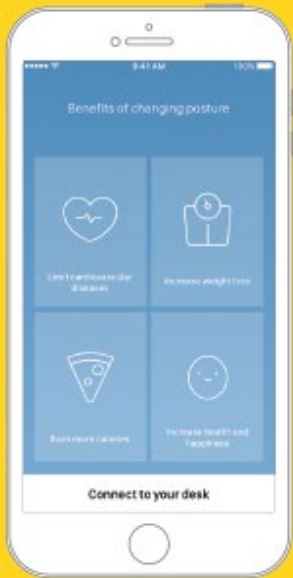 9:41 AM 100%
Benefits of changing posture
Limit cardiovascular
diseases
Increase weight loss
Burn more calories
Increase health and
happiness
Connect to your desk